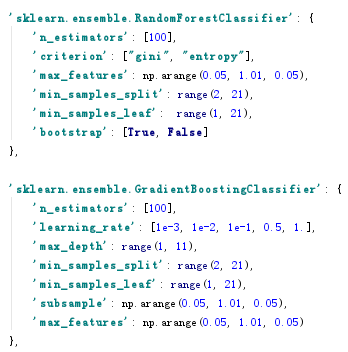 'sklearn.ensemble.RandomForestClassifier': {
'n_estimators': [100],
'criterion': ["gini", "entropy"],
'max_features': np.arange(0.05, 1.01, 0.05),
'min_samples_split': range(2, 21),
'min_samples_leaf':  range(1, 21),
'bootstrap': [True, False]
},
'sklearn.ensemble.GradientBoostingClassifier': {
'n_estimators': [100],
'learning_rate': [1e-3, 1e-2, 1e-1, 0.5, 1.],
'max_depth': range(1, 11),
'min_samples_split': range(2, 21),
'min_samples_leaf': range(1, 21),
'subsample': np.arange(0.05, 1.01, 0.05),
'max_features': np.arange(0.05, 1.01, 0.05)
},